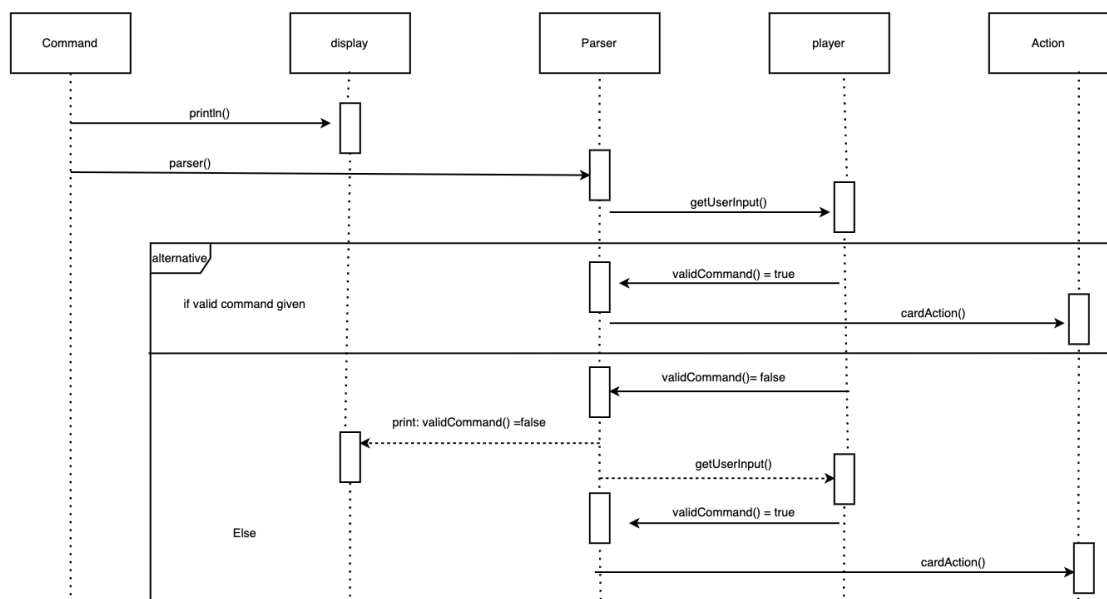 Command
display
Parser
player
Action
println()
parser()
getUserInput()
alternative
validCommand() = true
if valid command given
cardAction()
validCommand()= false
print: validCommand() =false
getUserInput()
validCommand() = true
Else
cardAction()